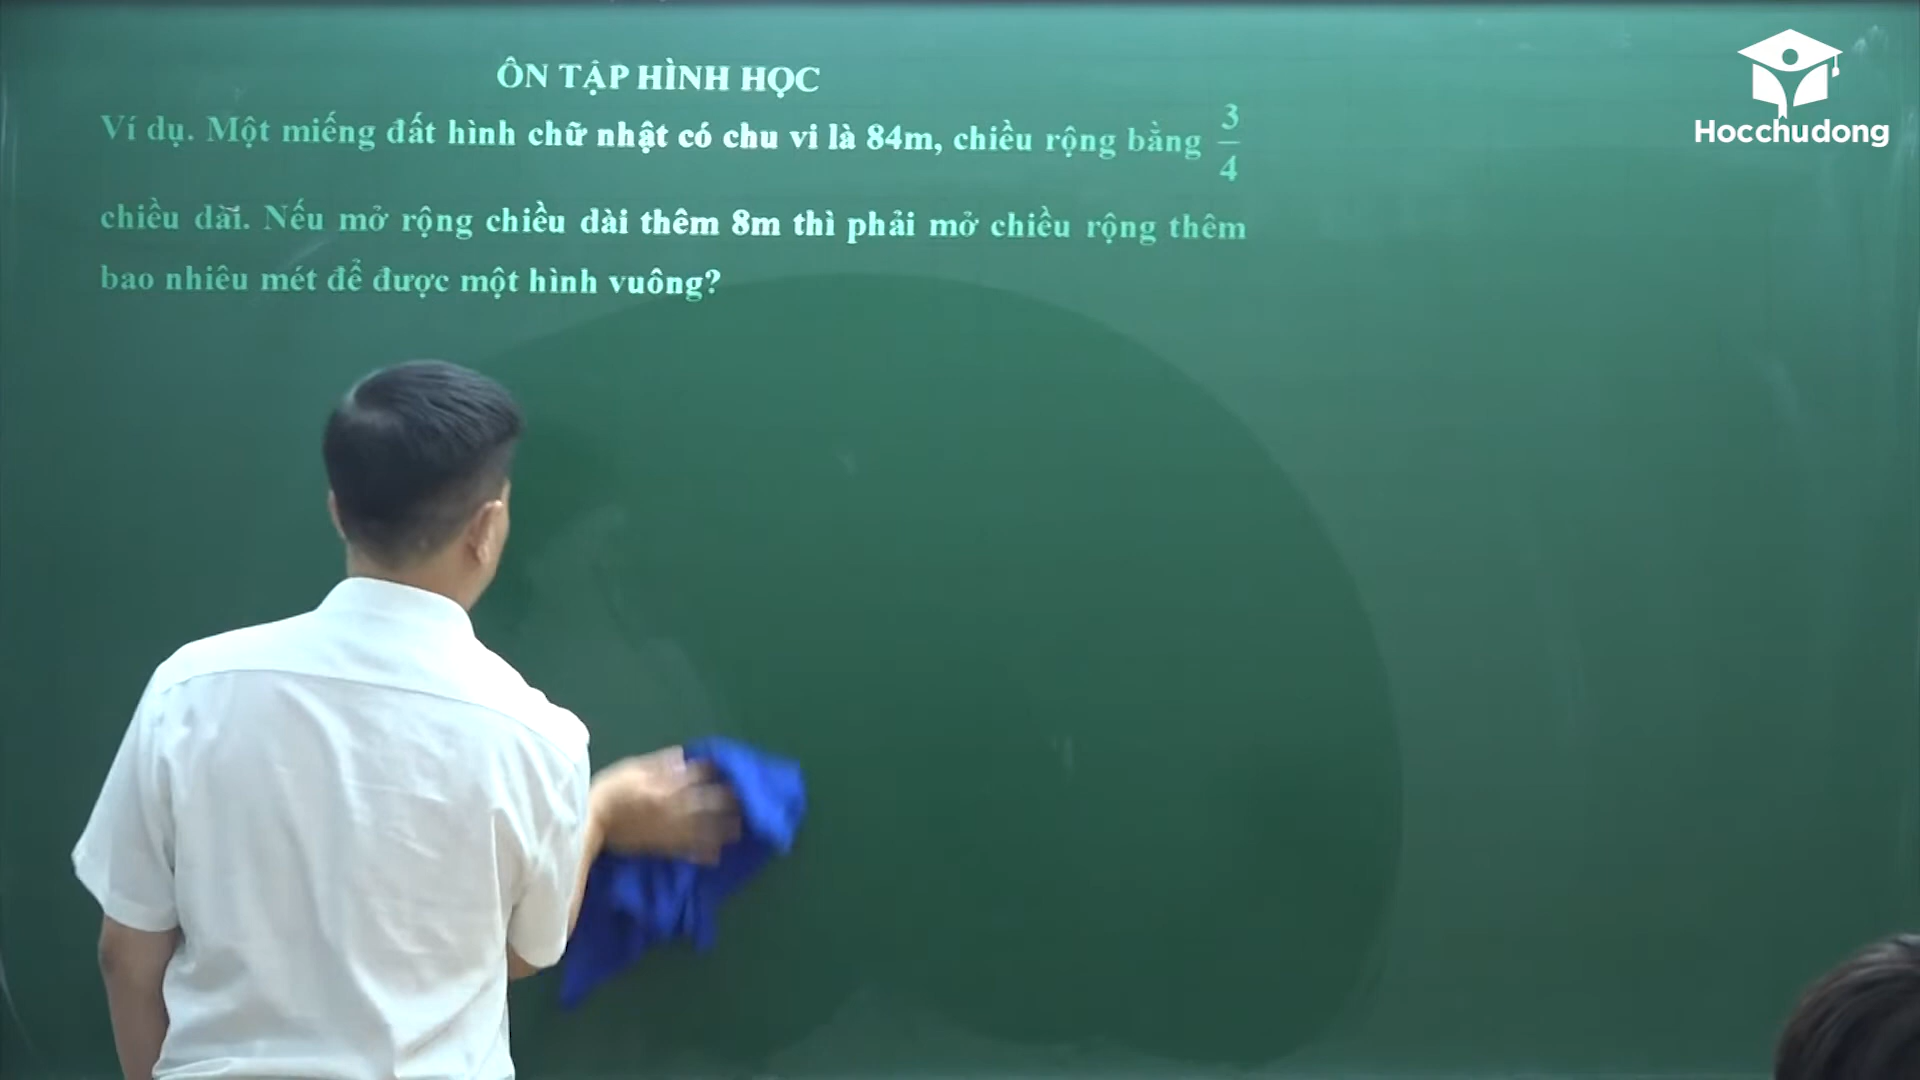 ÔN TẬP HÌNH HỌC
Ví dụ. Một miếng đất hình chữ nhật có chu vi là 84m, chiều rộng bằng 3/4
chiều dài. Nếu mở rộng chiều dài thêm 8m thì phải mở chiều rộng thêm
bao nhiêu mét để được một hình vuông?
Hocchudong